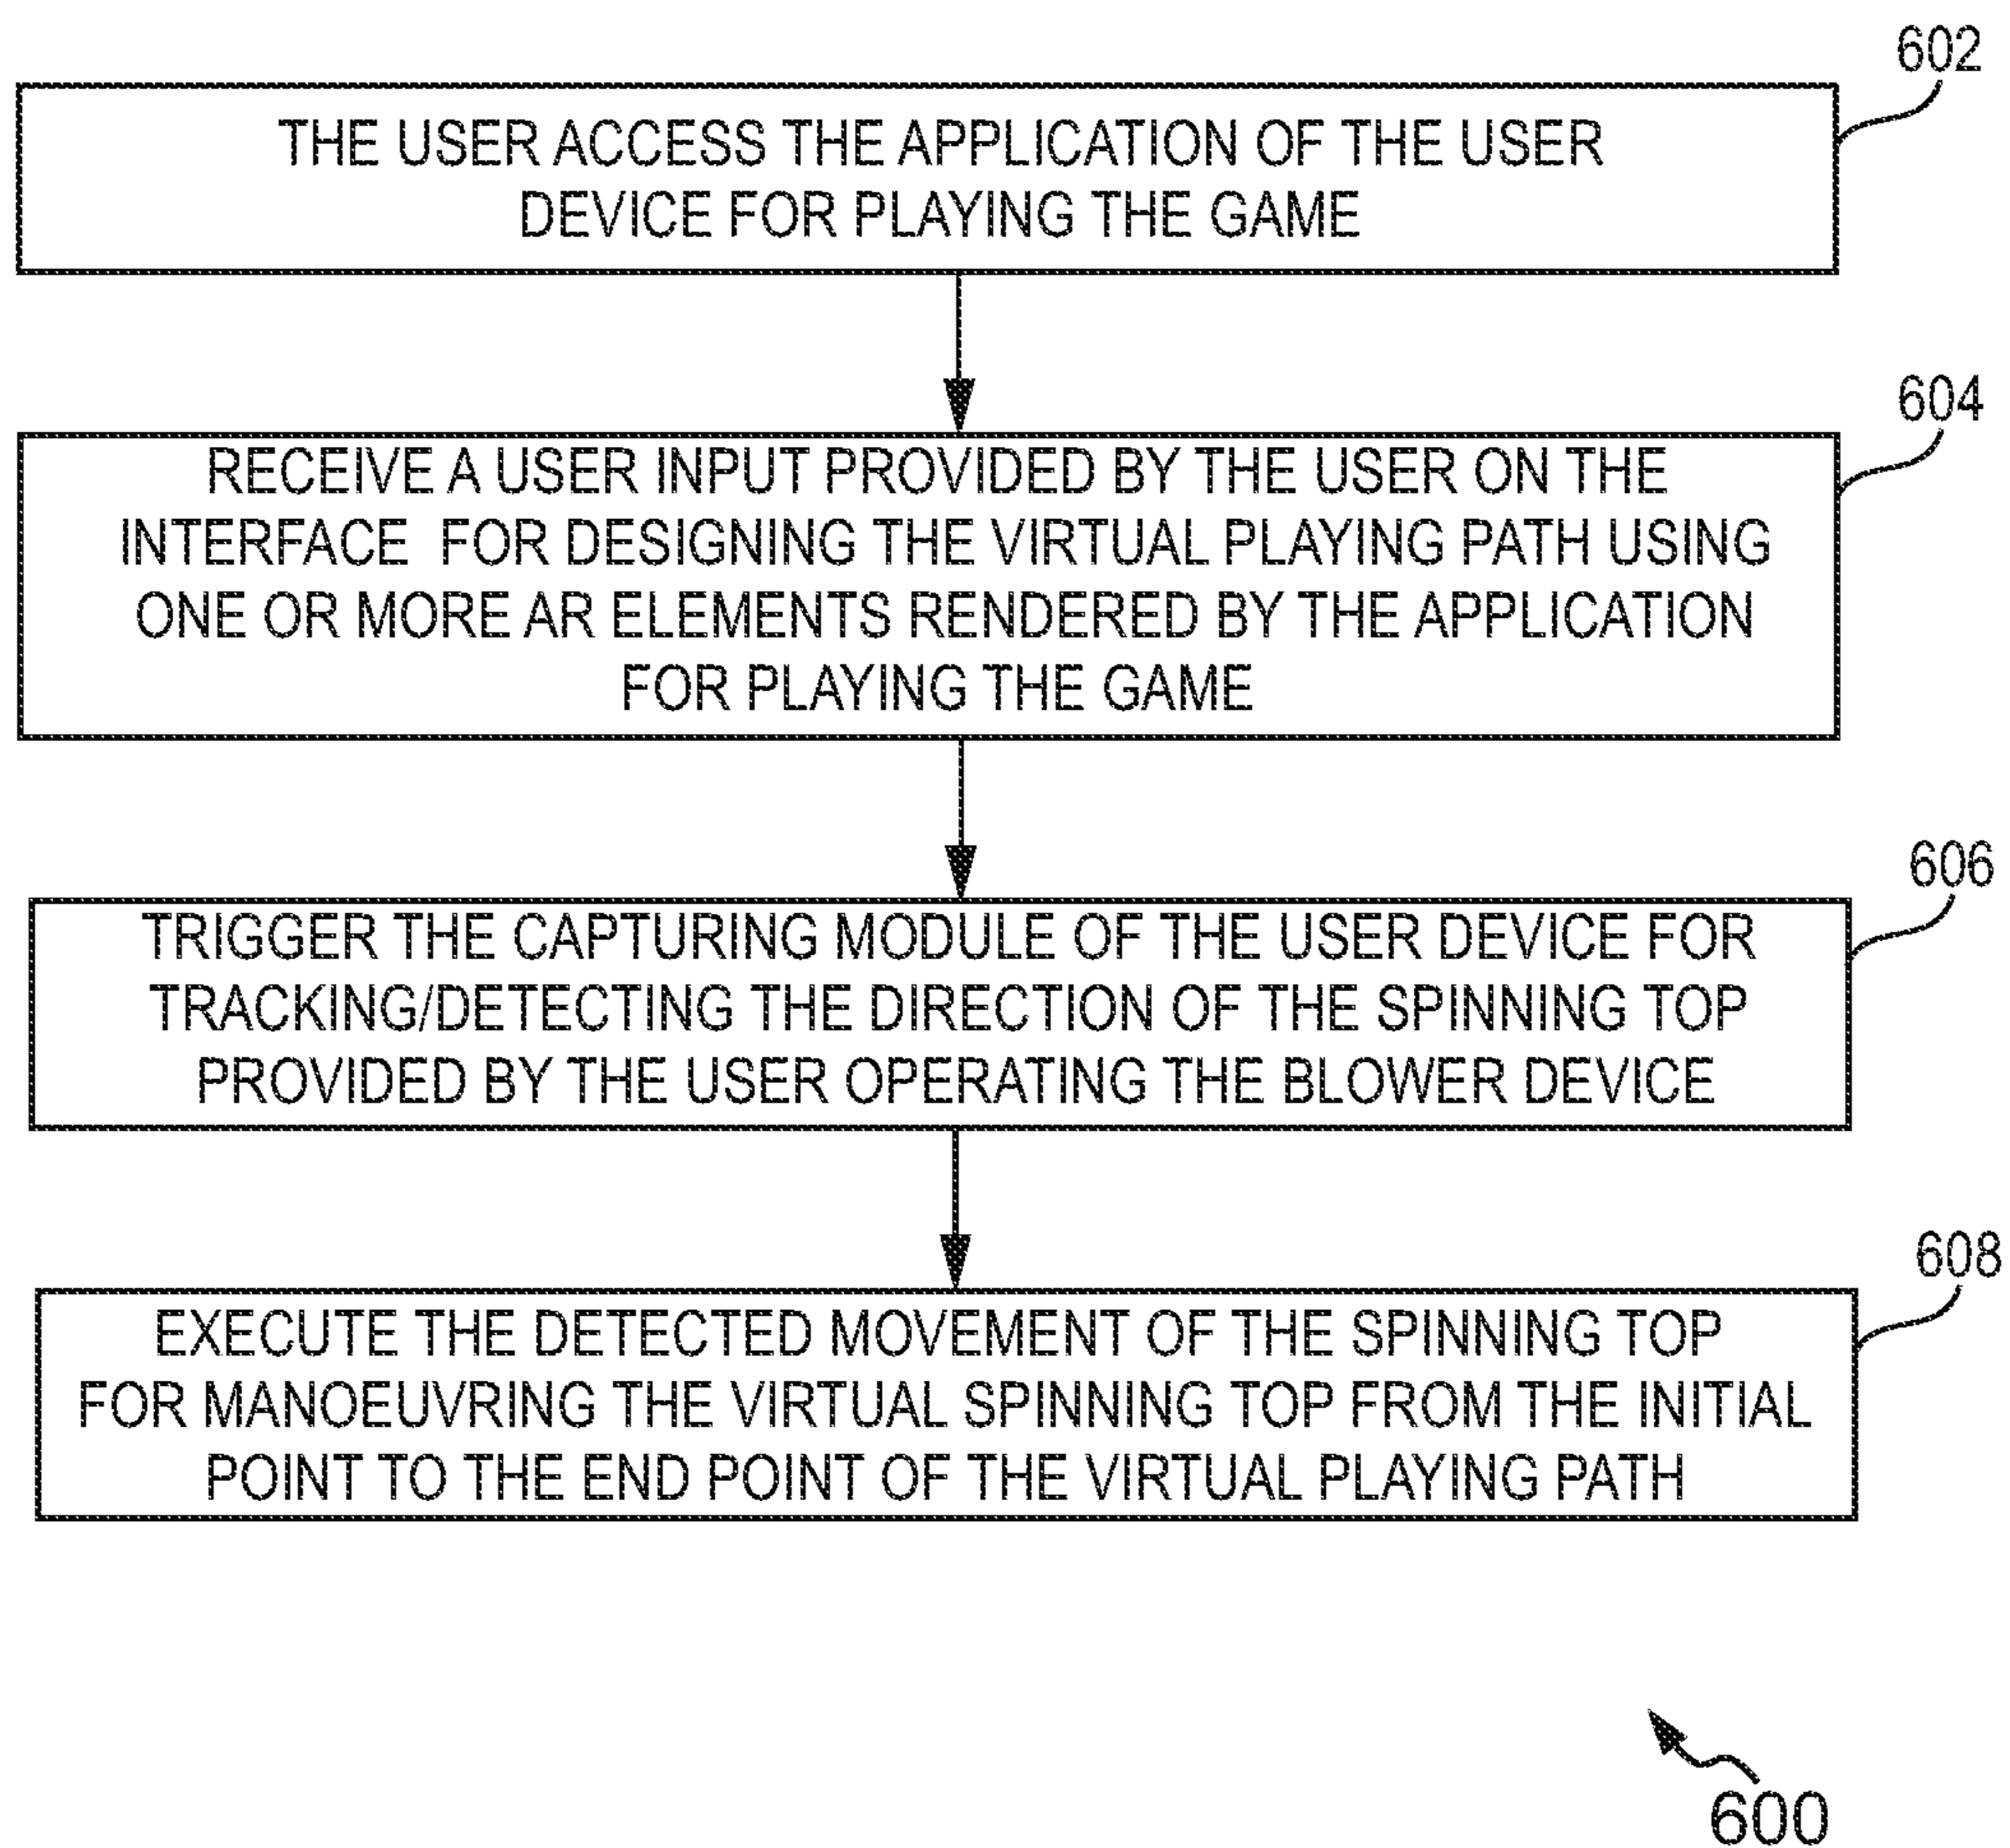 602
THE USER ACCESS THE APPLICATION OF THE USER
DEVICE FOR PLAYING THE GAME
604
RECEIVE A USER INPUT PROVIDED BY THE USER ON THE
INTERFACE FOR DESIGNING THE VIRTUAL PLAYING PATH USING
ONE OR MORE AR ELEMENTS RENDERED BY THE APPLICATION
FOR PLAYING THE GAME
606
TRIGGER THE CAPTURING MODULE OF THE USER DEVICE FOR
TRACKING/DETECTING THE DIRECTION OF THE SPINNING TOP
PROVIDED BY THE USER OPERATING THE BLOWER DEVICE
608
EXECUTE THE DETECTED MOVEMENT OF THE SPINNING TOP
FOR MANOEUVRING THE VIRTUAL SPINNING TOP FROM THE INITIAL
POINT TO THE END POINT OF THE VIRTUAL PLAYING PATH
600